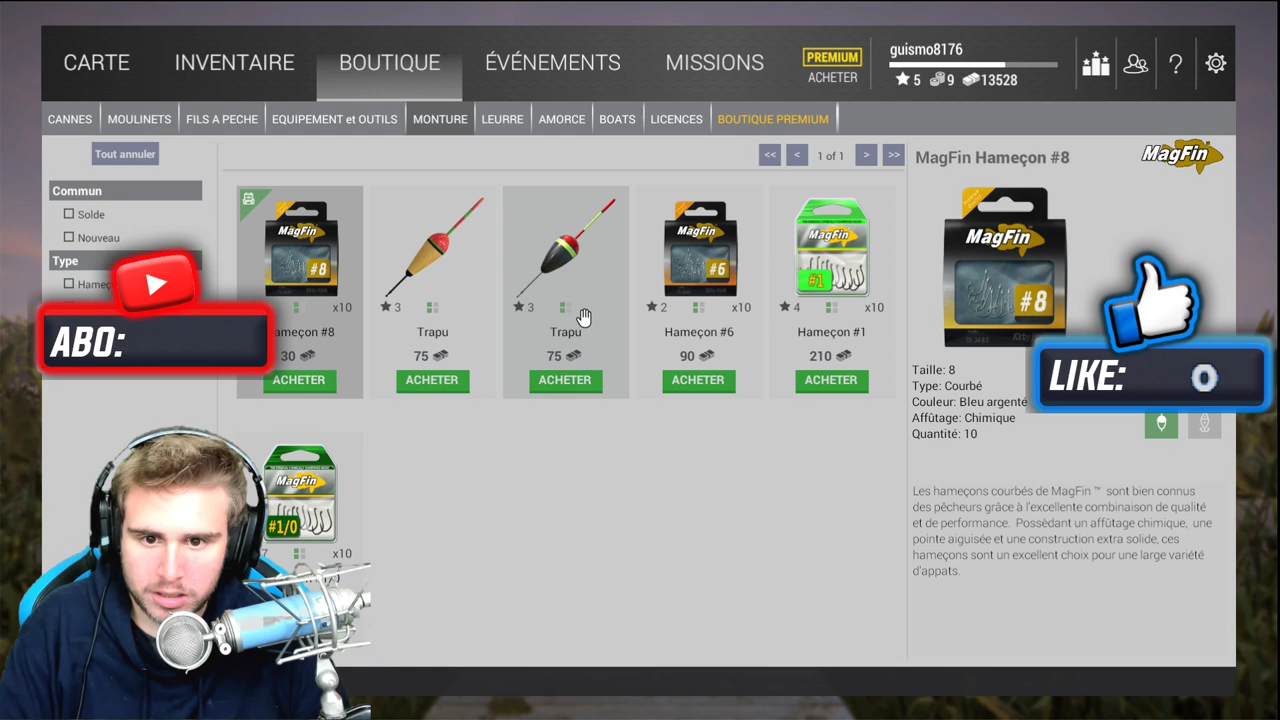 CARTE INVENTAIRE BOUTIQUE ÉVÉNEMENTS MISSIONS
PREMIUM
ACHETER
guismo8176
5 9 13528
CANNES MOULINETS FILS A PECHE EQUIPEMENT et OUTILS MONTURE LEURRE AMORCE BOATS LICENCES BOUTIQUE PREMIUM
Tout annuler
<< < 1 of 1 > >>
Commun
Solde
Nouveau
Type
ABO:
MagFin
#8
x10
ameçon #8
30
ACHETER
3
Trapu
75
ACHETER
3
Trapu
75
ACHETER
MagFin
#6
2 x10
Hameçon #6
90
ACHETER
MagFin
#1
4 x10
Hameçon #1
210
ACHETER
MagFin
#1/0
7 x10
MagFin Hameçon #8
MagFin
MagFin
#8
Taille: 8
Type: Courbé
Couleur: Bleu argenté
Affûtage: Chimique
Quantité: 10
LIKE: 0
Les hameçons courbés de MagFin™ sont bien connus
des pêcheurs grâce à l'excellente combinaison de qualité
et de performance. Possèdant un affûtage chimique, une
pointe aiguisée et une construction extra solide, ces
hameçons sont un excellent choix pour une large variété
d'appats.